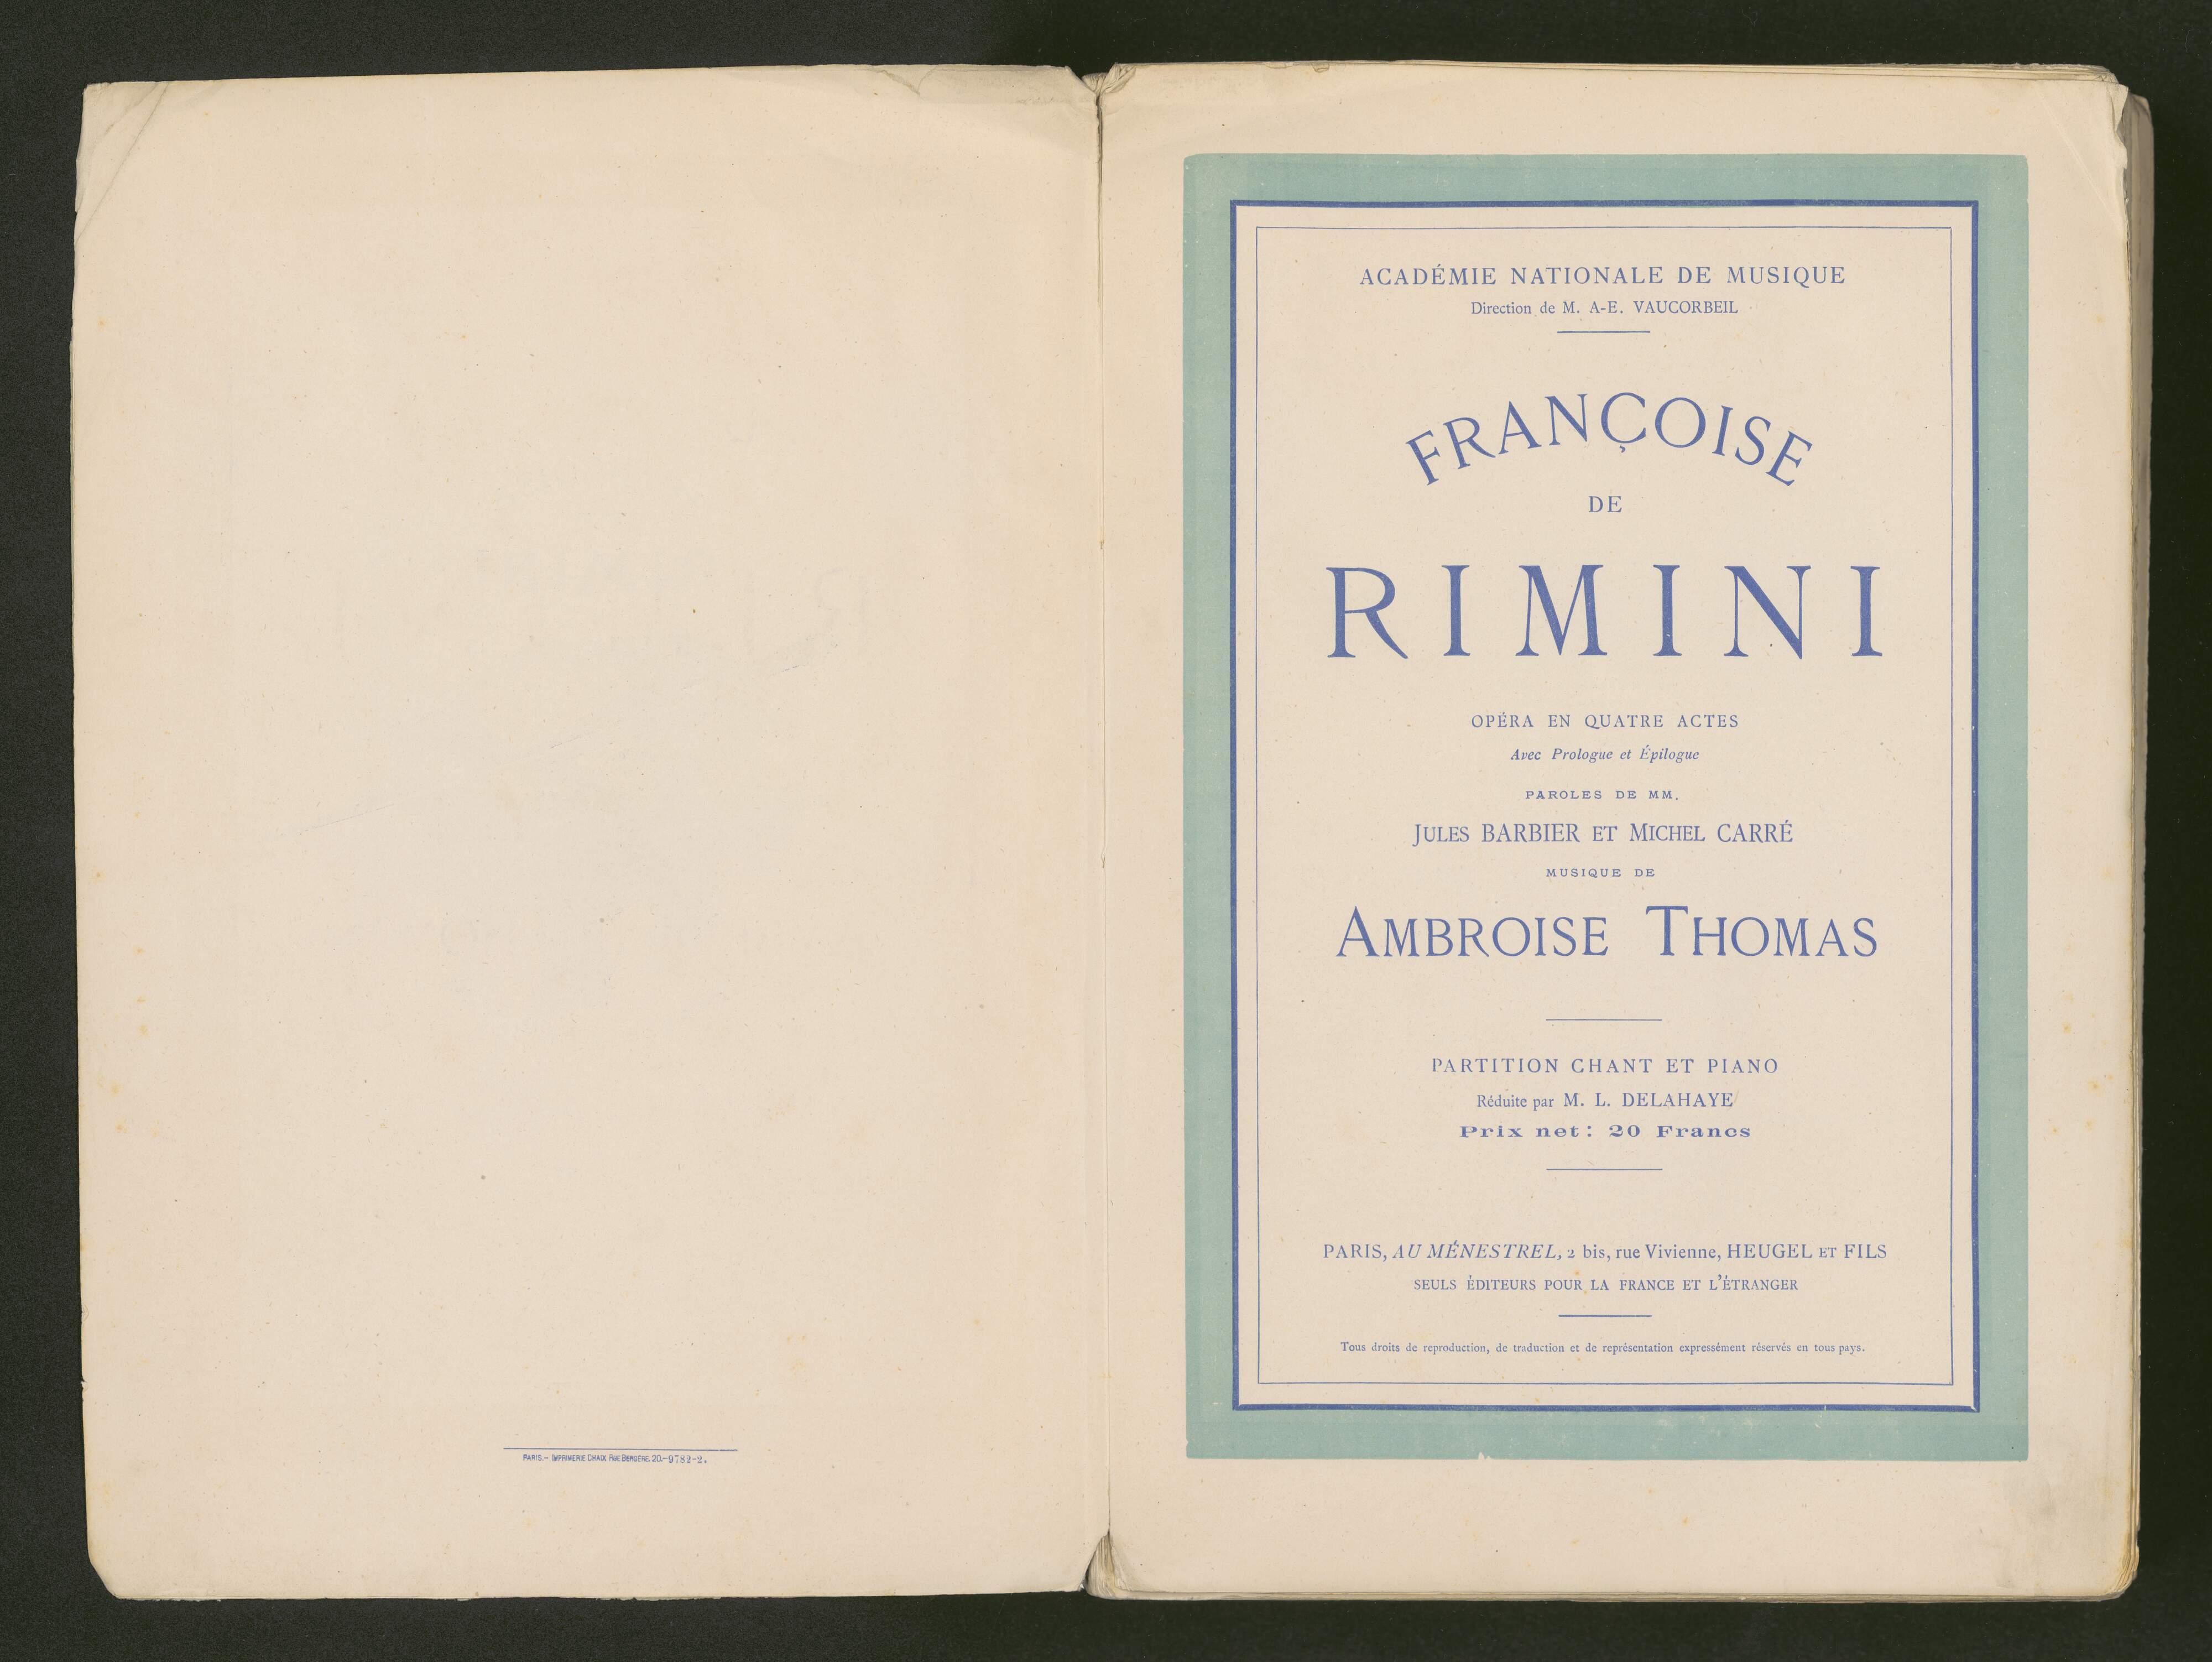 PARIS.– IMPRIMERIE CHAIX RUE BERGÈRE, 20.–9782-2.
ACADÉMIE NATIONALE DE MUSIQUE
Direction de M. A-E. VAUCORBEIL
FRANÇOISE
DE
RIMINI
OPÉRA EN QUATRE ACTES
Avec Prologue et Épilogue
PAROLES DE MM.
JULES BARBIER ET MICHEL CARRÉ
MUSIQUE DE
AMBROISE THOMAS
PARTITION CHANT ET PIANO
Réduite par M. L. DELAHAYE
Prix net: 20 Francs
PARIS, AU MÉNESTREL, 2 bis, rue Vivienne, HEUGEL ET FILS
SEULS ÉDITEURS POUR LA FRANCE ET L'ÉTRANGER
Tous droits de reproduction, de traduction et de représentation expressément réservés en tous pays.